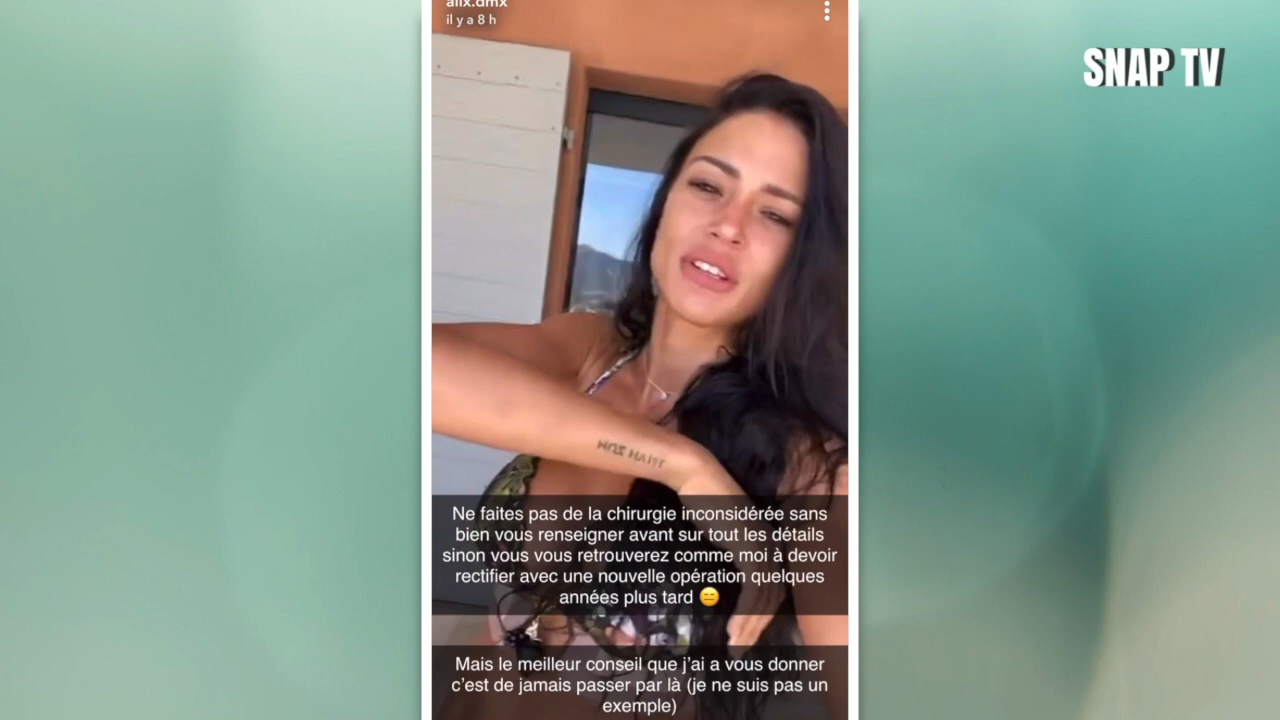 alix.dmx
il y a 8 h
SNAP TV
Ne faites pas de la chirurgie inconsidérée sans
bien vous renseigner avant sur tout les détails
sinon vous vous retrouverez comme moi à devoir
rectifier avec une nouvelle opération quelques
années plus tard 😑
Mais le meilleur conseil que j’ai a vous donner
c’est de jamais passer par là (je ne suis pas un
exemple)